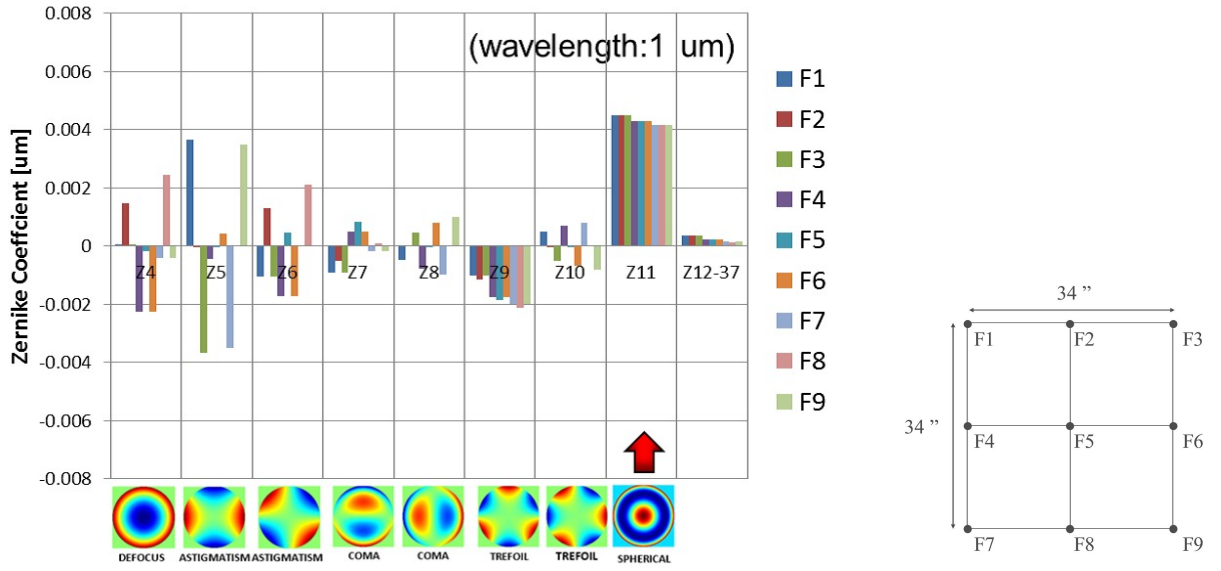 (wavelength:1 um)
Zernike Coeffcient [um]
0.008
0.006
0.004
0.002
0
-0.002
-0.004
-0.006
-0.008
Z4 Z5 Z6 Z7 Z8 Z9 Z10 Z11 Z12-37
DEFOCUS ASTIGMATISM ASTIGMATISM COMA COMA TREFOIL TREFOIL SPHERICAL
F1
F2
F3
F4
F5
F6
F7
F8
F9
34 ”
34 ”
F1 F2 F3
F4 F5 F6
F7 F8 F9